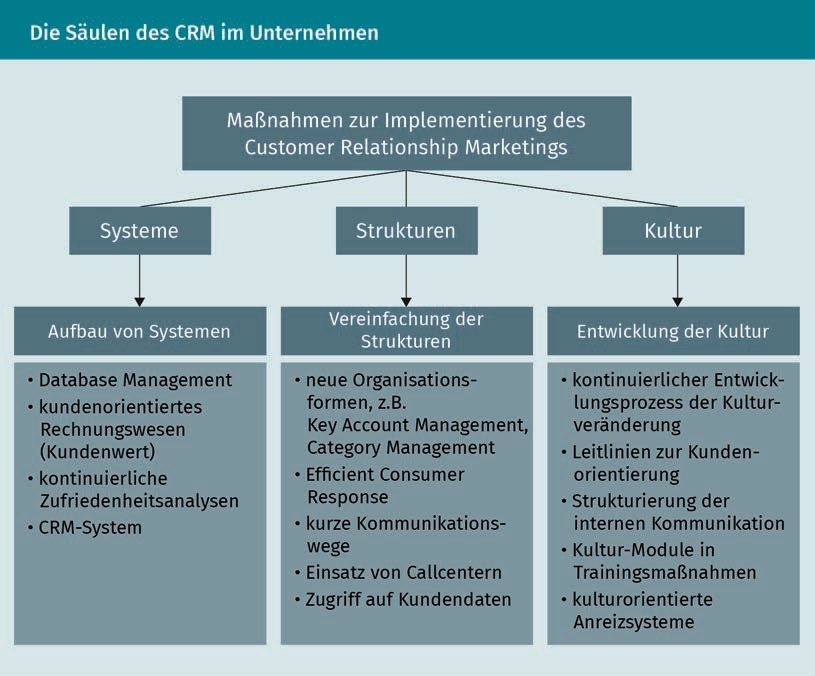 Die Säulen des CRM im Unternehmen
Maßnahmen zur Implementierung des
Customer Relationship Marketings
Systeme
Strukturen
Kultur
Aufbau von Systemen
Vereinfachung der
Strukturen
Entwicklung der Kultur
• Database Management
• kundenorientiertes
Rechnungswesen
(Kundenwert)
• kontinuierliche
Zufriedenheitsanalysen
• CRM-System
• neue Organisations-
formen, z.B.
Key Account Management,
Category Management
• Efficient Consumer
Response
• kurze Kommunikations-
wege
• Einsatz von Callcentern
• Zugriff auf Kundendaten
• kontinuierlicher Entwick-
lungsprozess der Kultur-
veränderung
• Leitlinien zur Kunden-
orientierung
• Strukturierung der
internen Kommunikation
• Kultur-Module in
Trainingsmaßnahmen
• kulturorientierte
Anreizsysteme